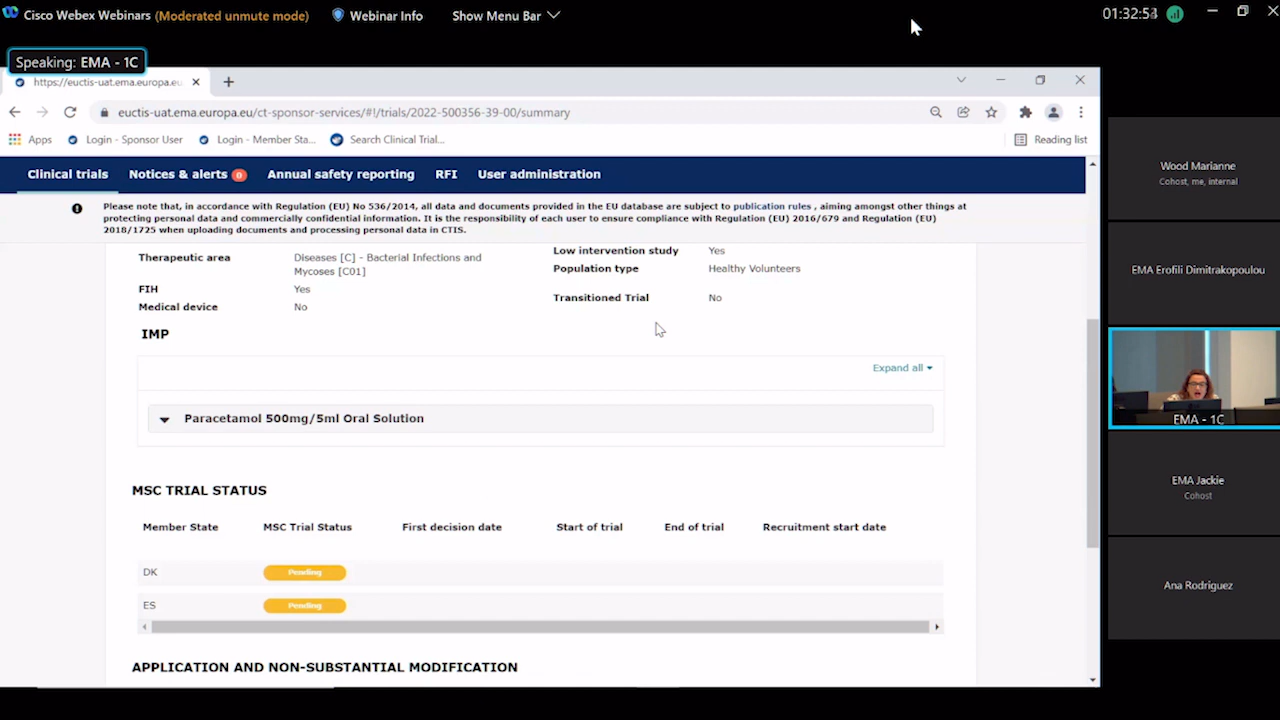 Cisco Webex Webinars (Moderated unmute mode) Webinar Info Show Menu Bar
Speaking: EMA - 1C
https://euctis-uat.ema.europa.eu
euctis-uat.ema.europa.eu/ct-sponsor-services/#!/trials/2022-500356-39-00/summary
Apps Login - Sponsor User Login - Member Sta... Search Clinical Trial... Reading list
Clinical trials Notices & alerts 0 Annual safety reporting RFI User administration
Please note that, in accordance with Regulation (EU) No 536/2014, all data and documents provided in the EU database are subject to publication rules , aiming amongst other things at
protecting personal data and commercially confidential information. It is the responsibility of each user to ensure compliance with Regulation (EU) 2016/679 and Regulation (EU)
2018/1725 when uploading documents and processing personal data in CTIS.
Therapeutic area Diseases [C] - Bacterial Infections and
Mycoses [C01]
FIH Yes
Medical device No
Low intervention study Yes
Population type Healthy Volunteers
Transitioned Trial No
IMP
Expand all
Paracetamol 500mg/5ml Oral Solution
MSC TRIAL STATUS
Member State MSC Trial Status First decision date Start of trial End of trial Recruitment start date
DK Pending
ES Pending
APPLICATION AND NON-SUBSTANTIAL MODIFICATION
Wood Marianne
Cohost, me, internal
EMA Erofili Dimitrakopoulou
EMA - 1C
EMA Jackie
Cohost
Ana Rodriguez